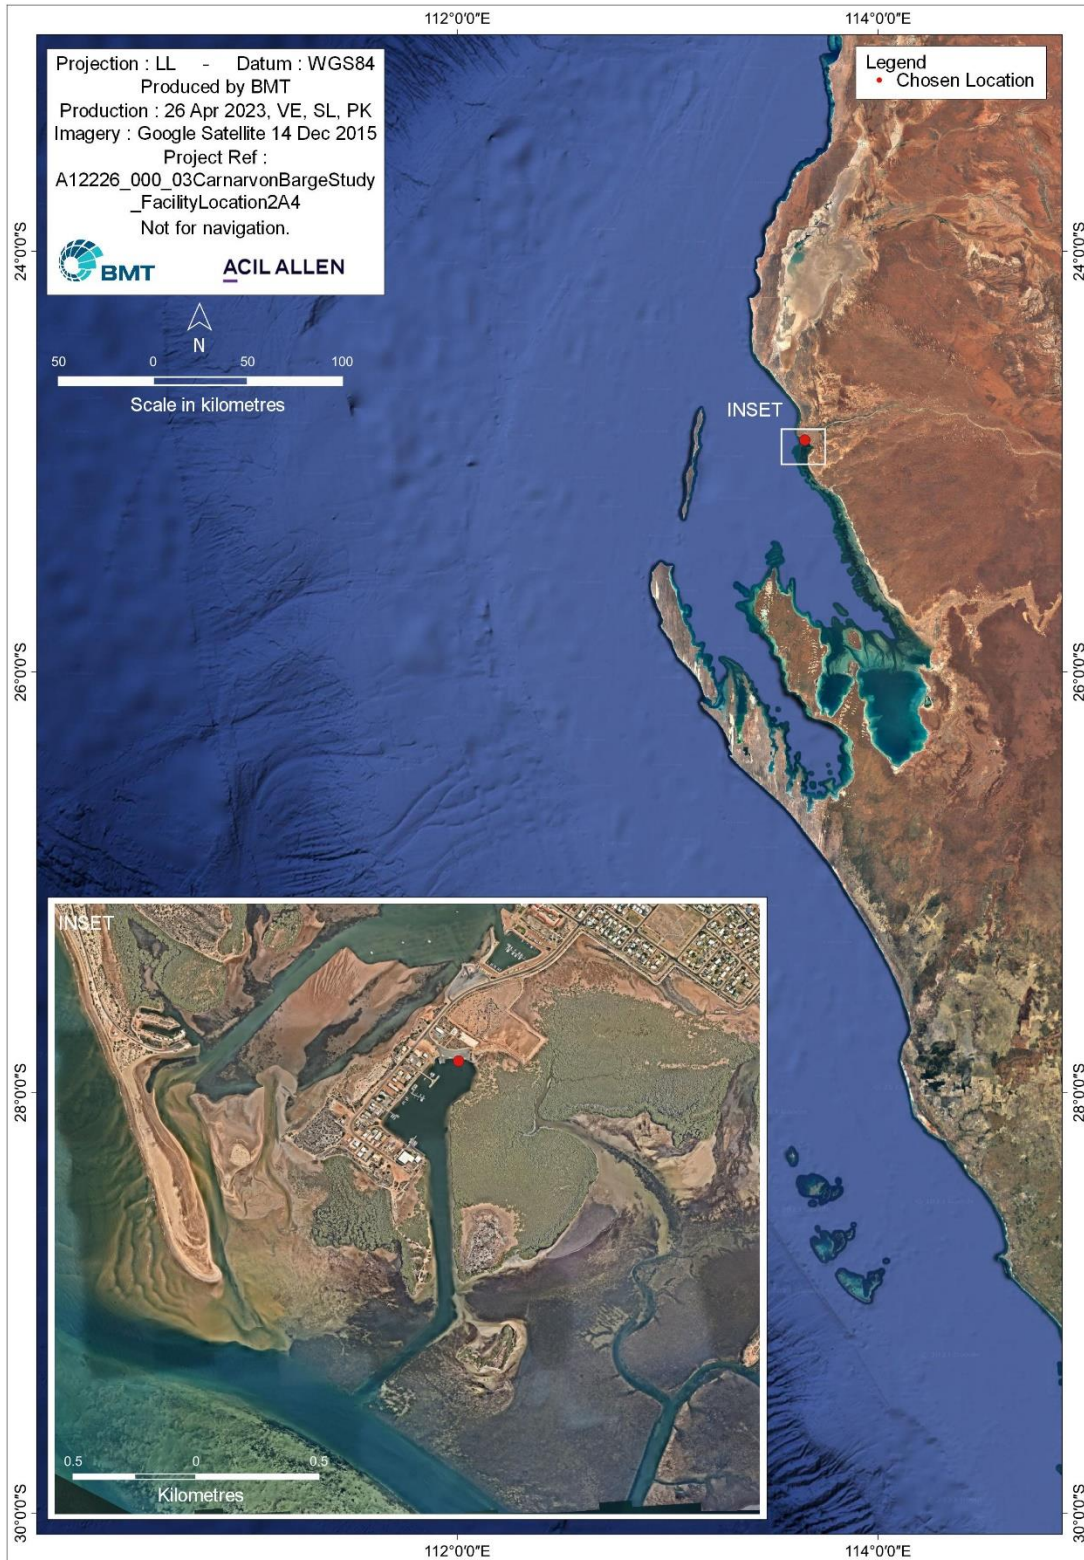 112°0'0"E
114°0'0"E
Projection : LL - Datum : WGS84
Produced by BMT
Production : 26 Apr 2023, VE, SL, PK
Imagery : Google Satellite 14 Dec 2015
Project Ref :
A12226_000_03CarnarvonBargeStudy
_FacilityLocation2A4
Not for navigation.
BMT
ACIL ALLEN
Legend
Chosen Location
24°0'0"S
24°0'0"S
N
50 0 50 100
Scale in kilometres
INSET
26°0'0"S
26°0'0"S
INSET
28°0'0"S
28°0'0"S
0.5 0 0.5
Kilometres
30°0'0"S
30°0'0"S
112°0'0"E
114°0'0"E